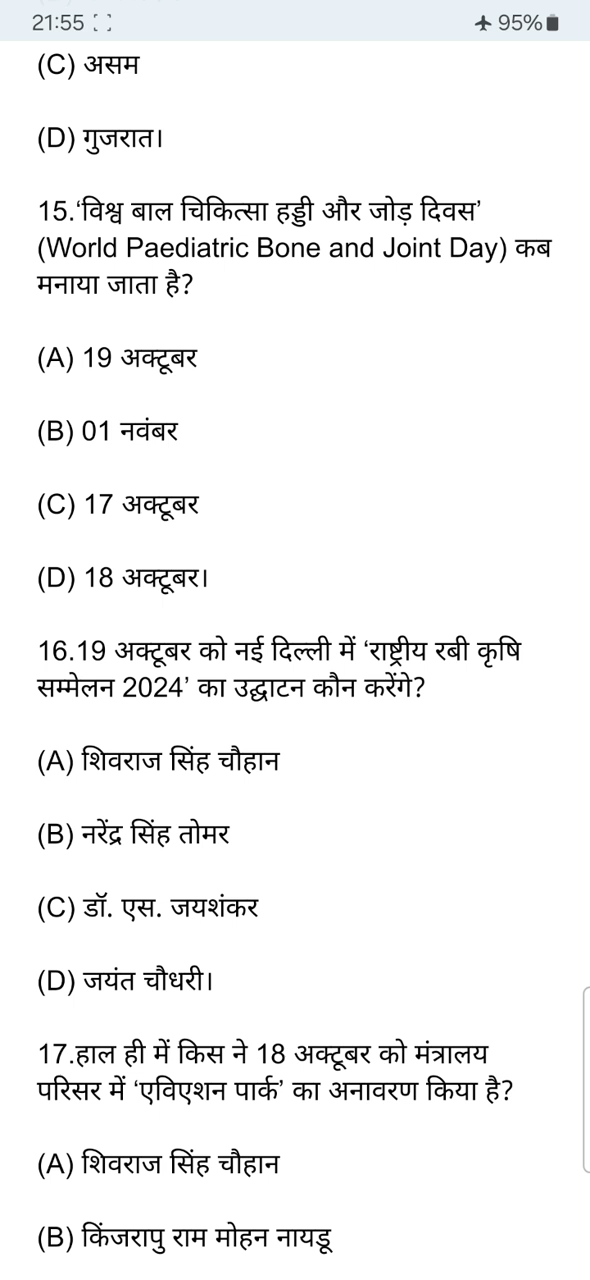 21:55
95%
(C) असम
(D) गुजरात।
15.‘विश्व बाल चिकित्सा हड्डी और जोड़ दिवस’
(World Paediatric Bone and Joint Day) कब
मनाया जाता है?
(A) 19 अक्टूबर
(B) 01 नवंबर
(C) 17 अक्टूबर
(D) 18 अक्टूबर।
16.19 अक्टूबर को नई दिल्ली में ‘राष्ट्रीय रबी कृषि
सम्मेलन 2024’ का उद्घाटन कौन करेंगे?
(A) शिवराज सिंह चौहान
(B) नरेंद्र सिंह तोमर
(C) डॉ. एस. जयशंकर
(D) जयंत चौधरी।
17.हाल ही में किस ने 18 अक्टूबर को मंत्रालय
परिसर में ‘एविएशन पार्क’ का अनावरण किया है?
(A) शिवराज सिंह चौहान
(B) किंजरापु राम मोहन नायडू